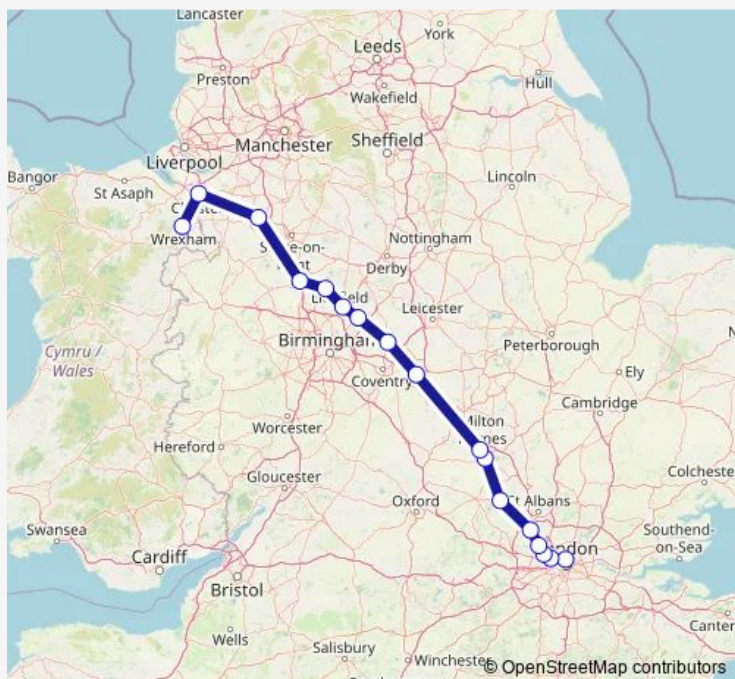 Lancaster
York
Leeds
Preston
Hull
Wakefield
Manchester
Sheffield
Liverpool
Bangor
St Asaph
Lincoln
Wrexham
Nottingham
Derby
Leicester
Peterborough
Birmingham
Cymru /
Wales
Coventry
Ely
Cambridge
Worcester
Milton
Hereford
Gloucester
Colcheste
Oxford
St Albans
Swansea
Southend-
on-Sea
Cardiff
Bristol
Canter
Wells
Salisbury
Winchester
© OpenStreetMap contributors